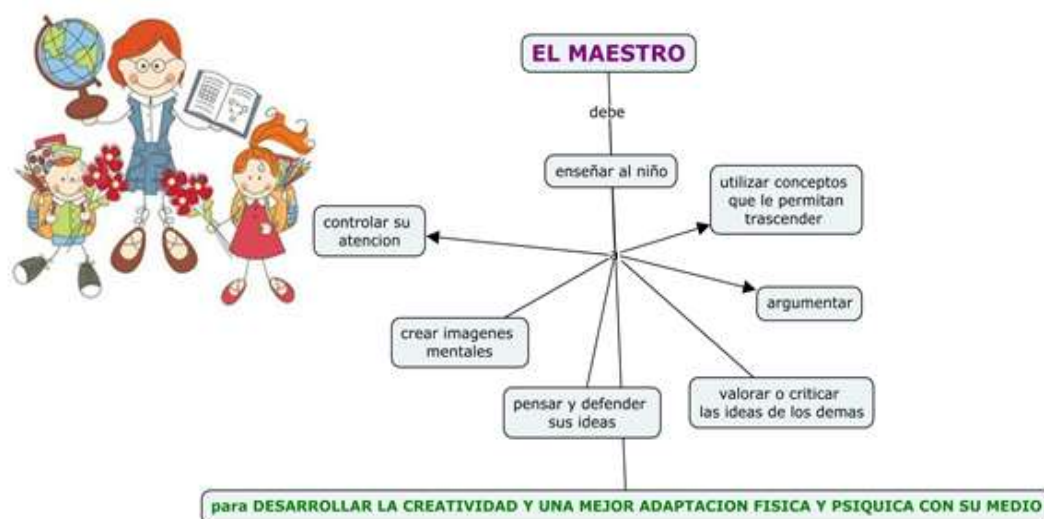 EL MAESTRO
debe
enseñar al niño
a
utilizar conceptos
que le permitan
trascender
controlar su
atencion
argumentar
crear imagenes
mentales
valorar o criticar
las ideas de los demas
pensar y defender
sus ideas
para DESARROLLAR LA CREATIVIDAD Y UNA MEJOR ADAPTACION FISICA Y PSIQUICA CON SU MEDIO